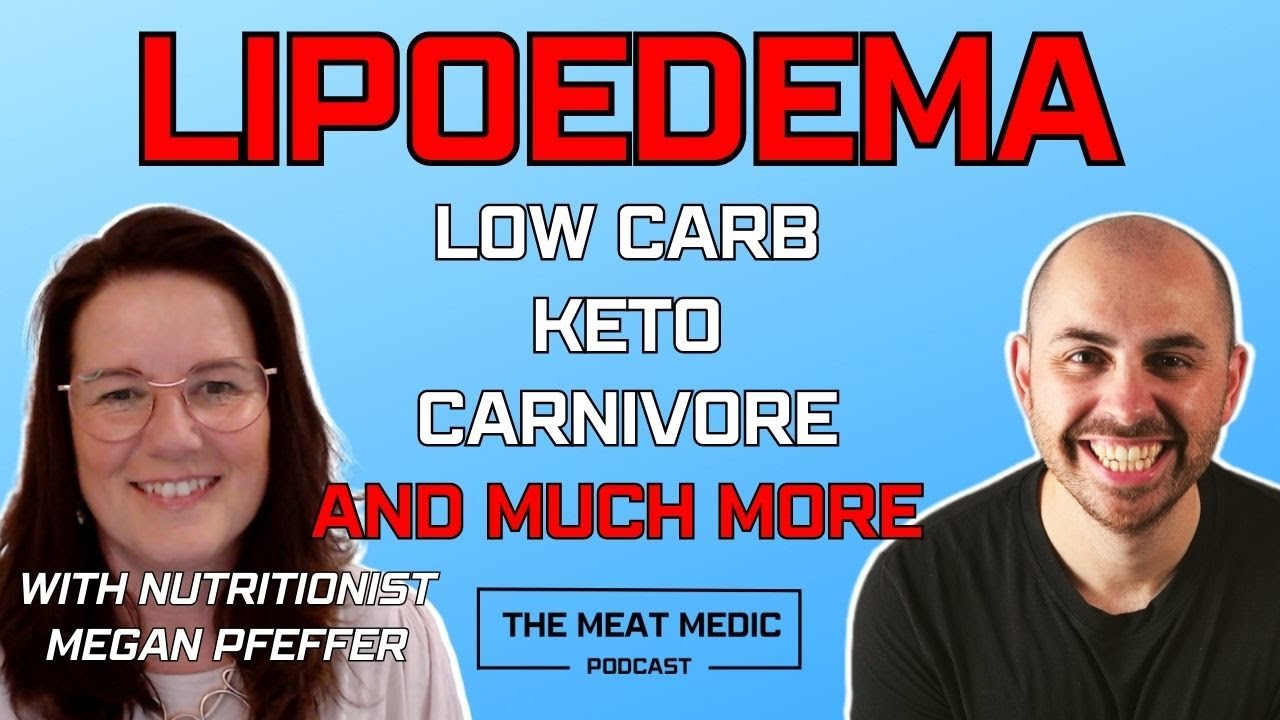 LIPOEDEMA
LOW CARB
KETO
CARNIVORE
AND MUCH MORE
WITH NUTRITIONIST
MEGAN PFEFFER
THE MEAT MEDIC
PODCAST